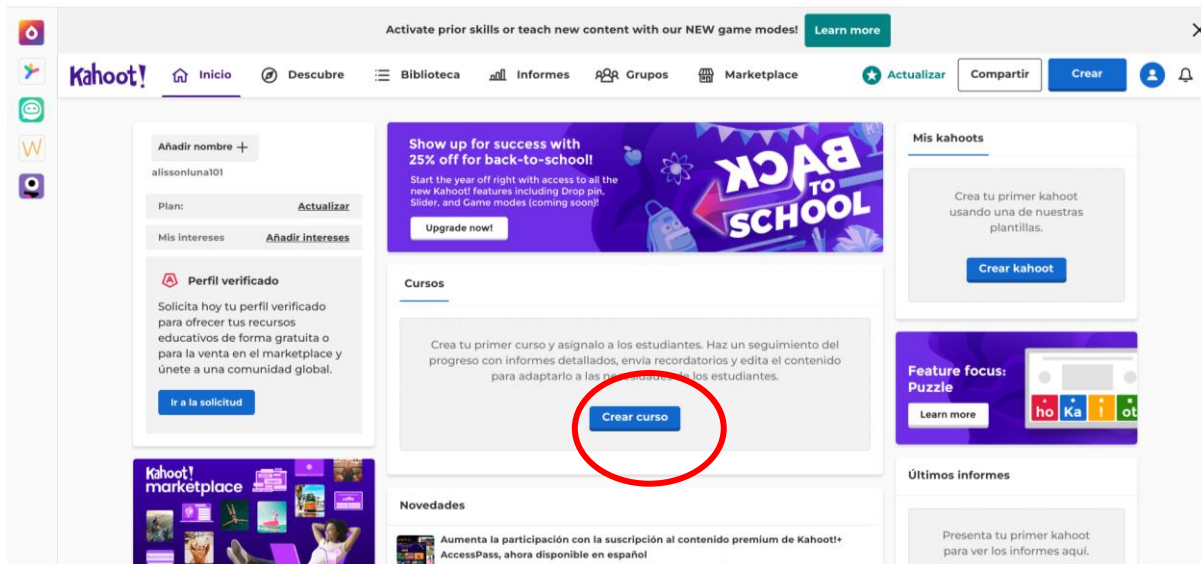 Activate prior skills or teach new content with our NEW game modes! Learn more
Kahoot! Inicio Descubre Biblioteca Informes Grupos Marketplace Actualizar Compartir Crear
Añadir nombre
alissonluna101
Plan: Actualizar
Mis intereses Añadir intereses
Perfil verificado
Solicita hoy tu perfil verificado
para ofrecer tus recursos
educativos de forma gratuita o
para la venta en el marketplace y
únete a una comunidad global.
Ir a la solicitud
Kahoot!
marketplace
Show up for success with
25% off for back-to-school!
Start the year off right with access to all the
new Kahoot! features including Drop pin,
Slider, and Game modes (coming soon)!
Upgrade now!
BACK
TO
SCHOOL
Cursos
Crea tu primer curso y asígnalo a los estudiantes. Haz un seguimiento del
progreso con informes detallados, envía recordatorios y edita el contenido
para adaptarlo a las necesidades de los estudiantes.
Crear curso
Novedades
Aumenta la participación con la suscripción al contenido premium de Kahoot!+
AccessPass, ahora disponible en español
Mis kahoots
Crea tu primer kahoot
usando una de nuestras
plantillas.
Crear kahoot
Feature focus:
Puzzle
Learn more
ho Ka ! ot
Últimos informes
Presenta tu primer kahoot
para ver los informes aquí.